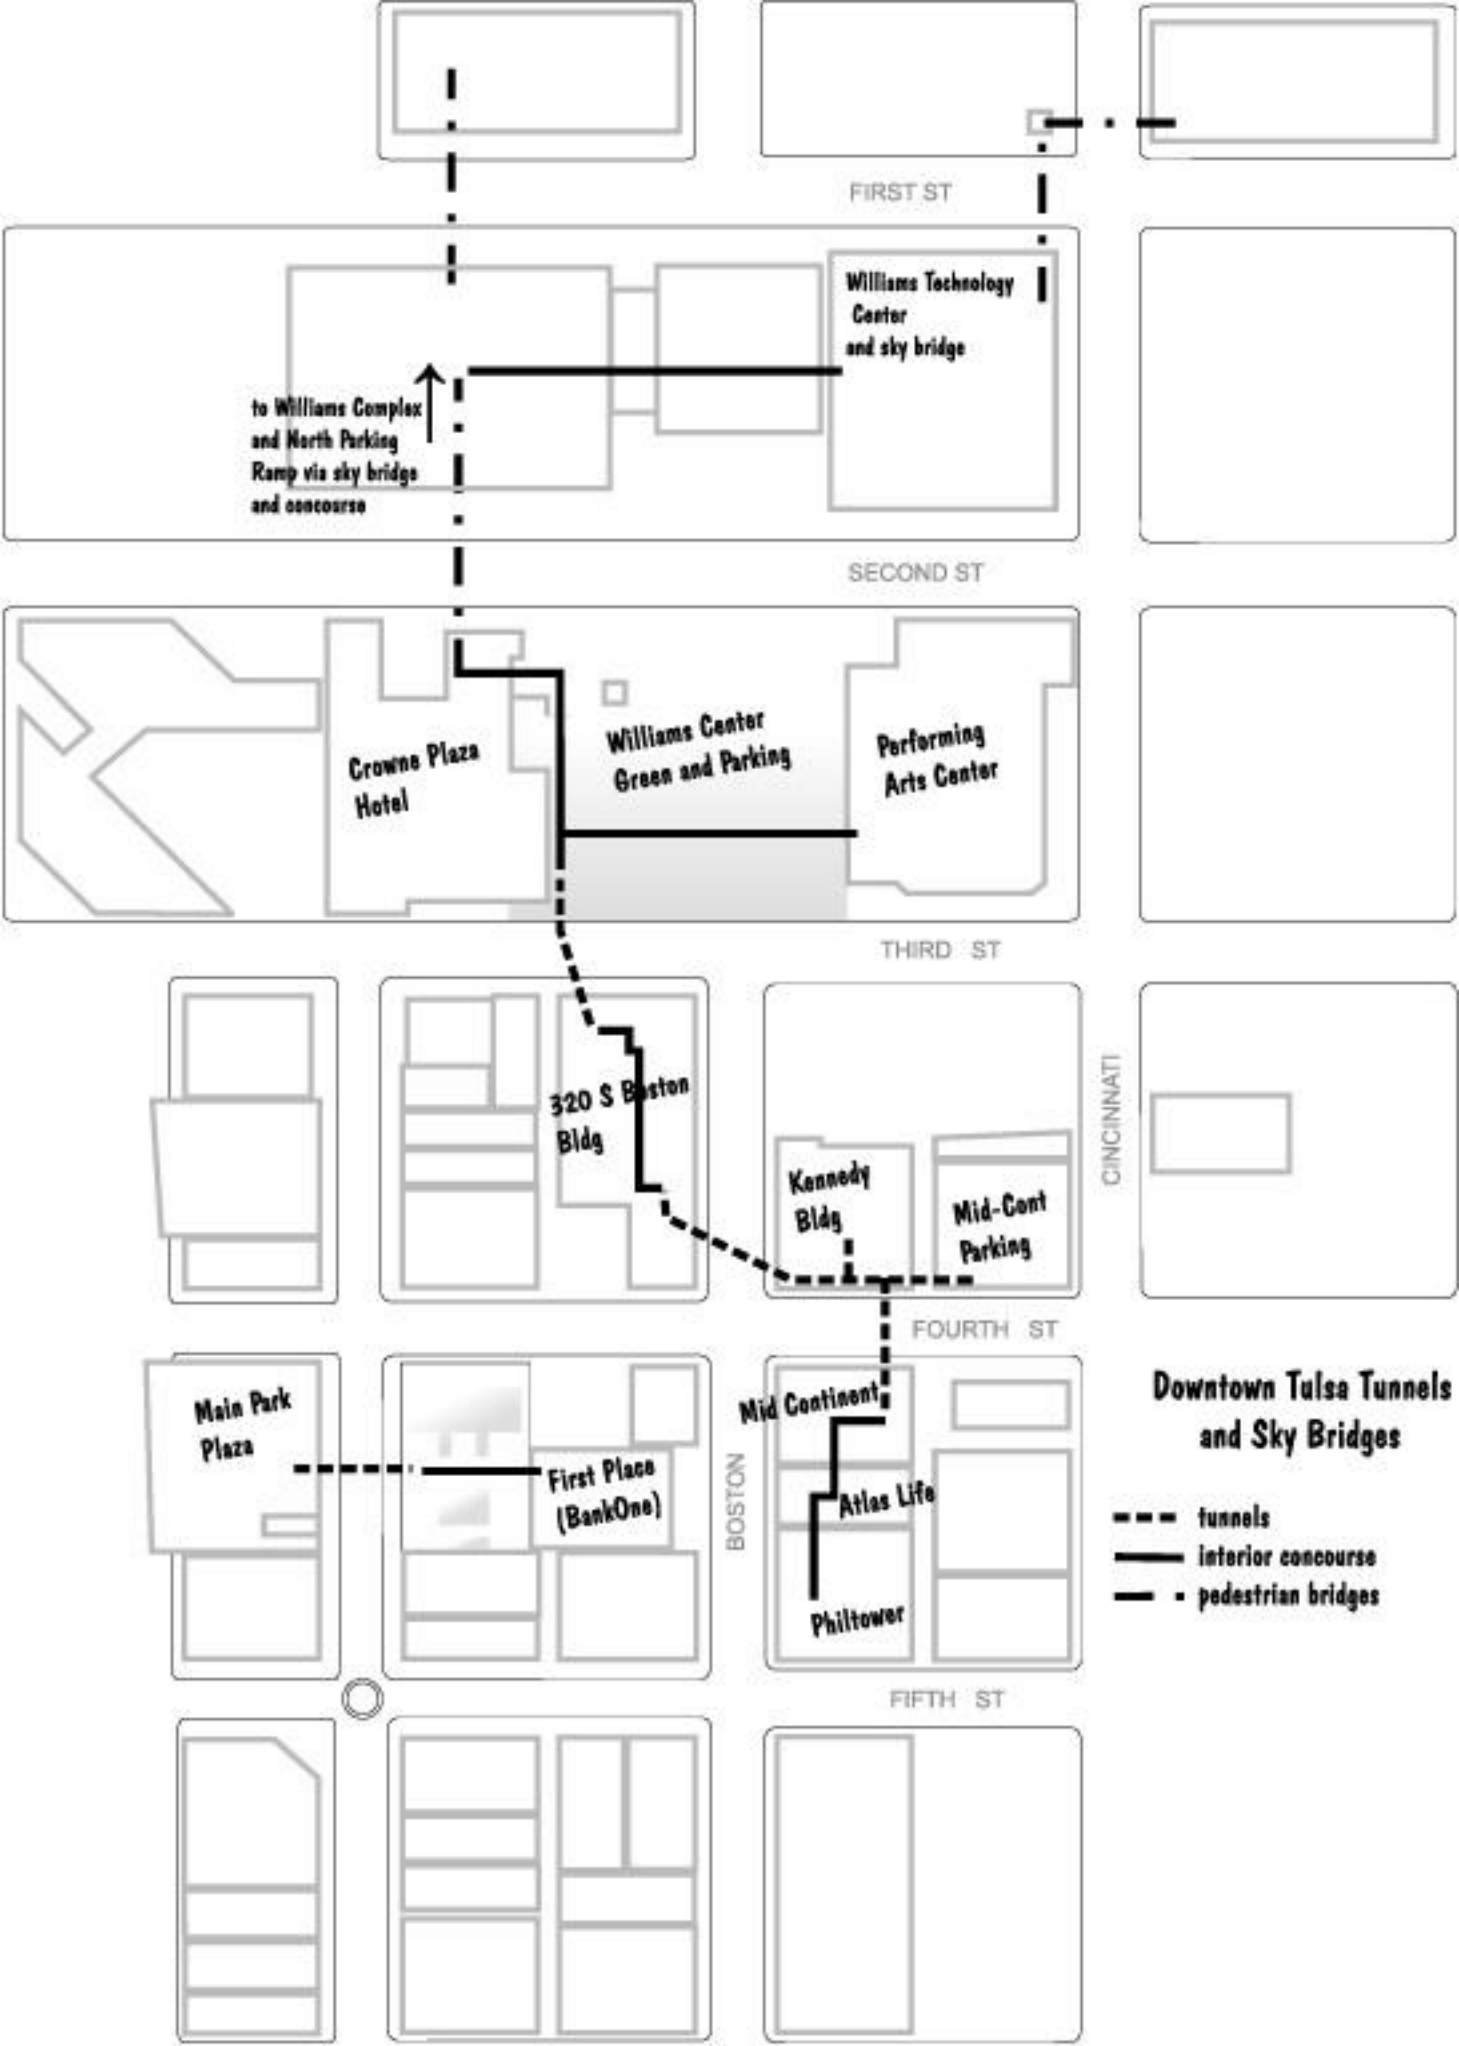 FIRST ST
Williams Technology
Center
and sky bridge
to Williams Complex
and North Parking
Ramp via sky bridge
and concourse
SECOND ST
Williams Center
Green and Parking
Performing
Arts Center
Crowne Plaza
Hotel
THIRD ST
CINCINNATI
320 S Boston
Bldg
Kennedy
Bldg
Mid-Cont
Parking
FOURTH ST
Main Park
Plaza
Mid Continent
Downtown Tulsa Tunnels
and Sky Bridges
First Place
(BankOne)
BOSTON
Atlas Life
tunnels
interior concourse
pedestrian bridges
Philtower
FIFTH ST